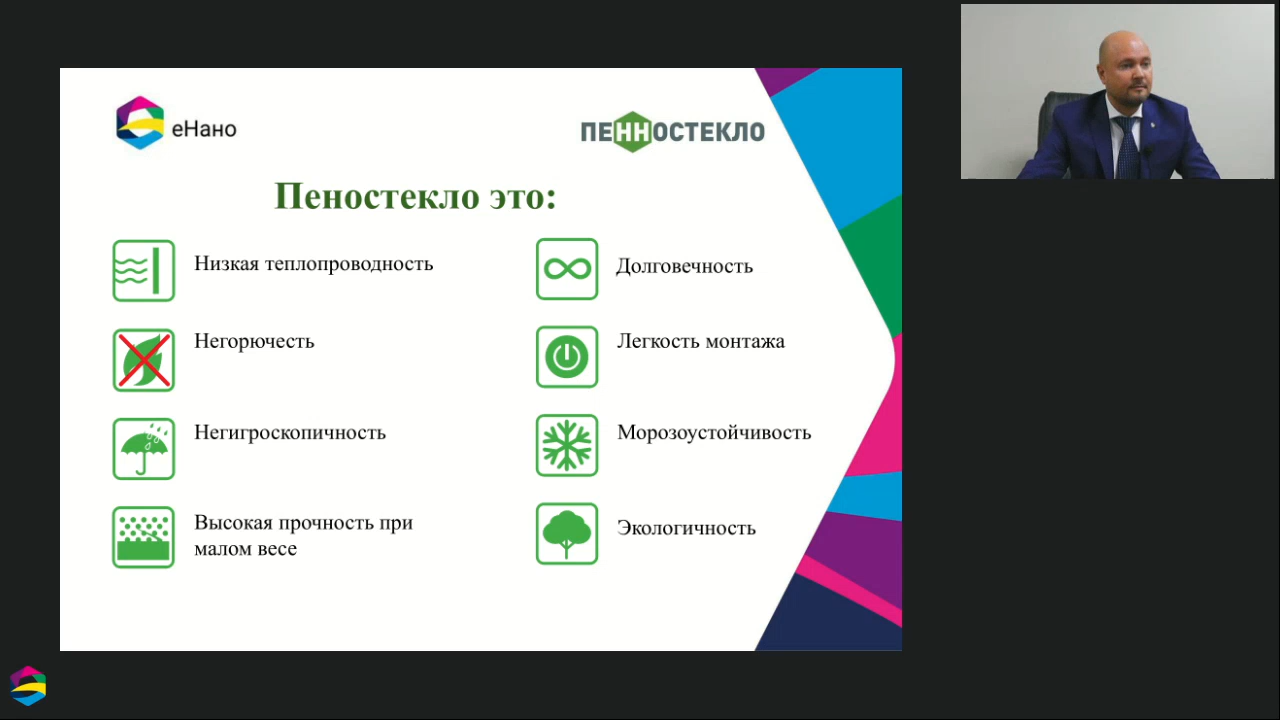 еНано
ПЕННОСТЕКЛО
Пеностекло это:
Низкая теплопроводность
Негорючесть
Негигроскопичность
Высокая прочность при
малом весе
Долговечность
Легкость монтажа
Морозоустойчивость
Экологичность